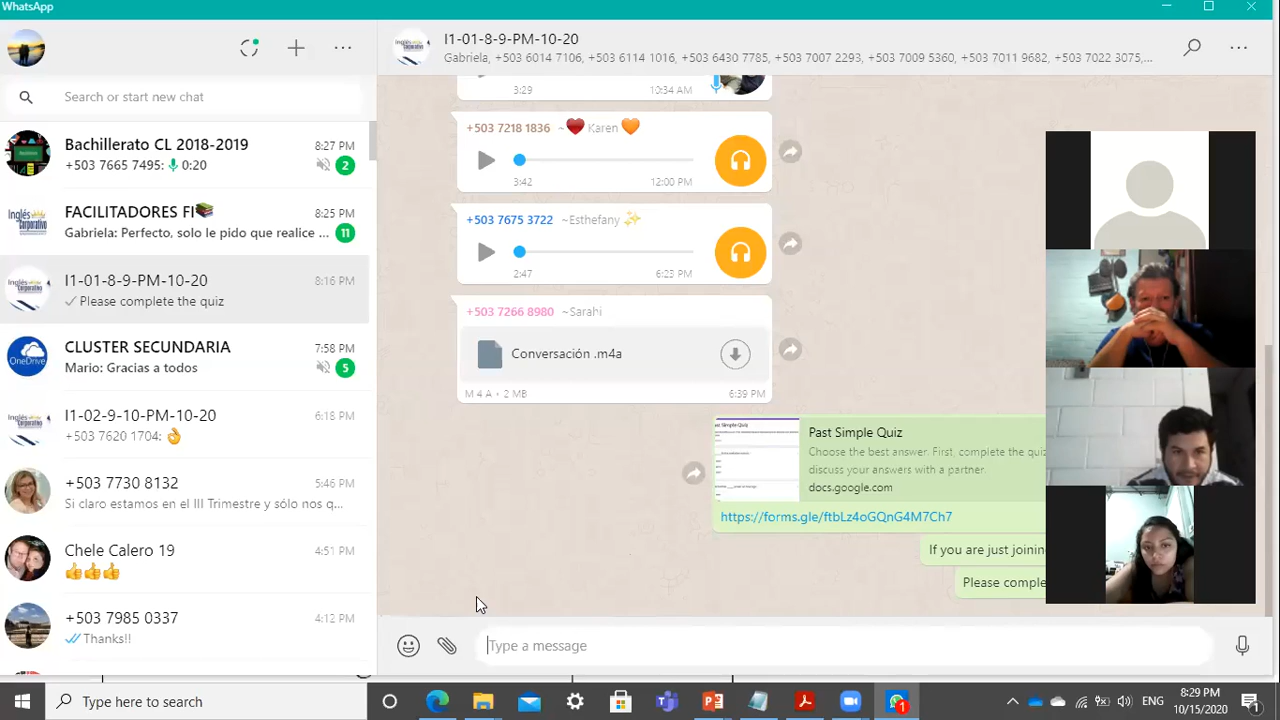 WhatsApp
Search or start new chat
Bachillerato CL 2018-2019
8:27 PM
+503 7665 7495: 0:20
2
FACILITADORES FI📚
8:25 PM
Gabriela: Perfecto, solo le pido que realice ...
11
I1-01-8-9-PM-10-20
8:16 PM
Please complete the quiz
CLUSTER SECUNDARIA
7:58 PM
Mario: Gracias a todos
5
I1-02-9-10-PM-10-20
6:18 PM
+503 7620 1704: 👌
+503 7730 8132
5:46 PM
Si claro estamos en el III Trimestre y sólo nos q...
Chele Calero 19
4:51 PM
👍👍👍
+503 7985 0337
4:12 PM
Thanks!!
I1-01-8-9-PM-10-20
Gabriela, +503 6014 7106, +503 6114 1016, +503 6430 7785, +503 7007 2293, +503 7009 5360, +503 7011 9682, +503 7022 3075,...
3:29
10:34 AM
+503 7218 1836 ~❤️ Karen 🧡
3:42
12:00 PM
+503 7675 3722 ~Esthefany ✨
2:47
6:23 PM
+503 7266 8980 ~Sarahi
Conversación .m4a
M 4 A • 2 MB
6:39 PM
Past Simple Quiz
Choose the best answer. First, complete the quiz
discuss your answers with a partner.
docs.google.com
https://forms.gle/ftbLz4oGQnG4M7Ch7
If you are just joinin
Please comple
Type a message
Type here to search
ENG
8:29 PM
10/15/2020
1
1